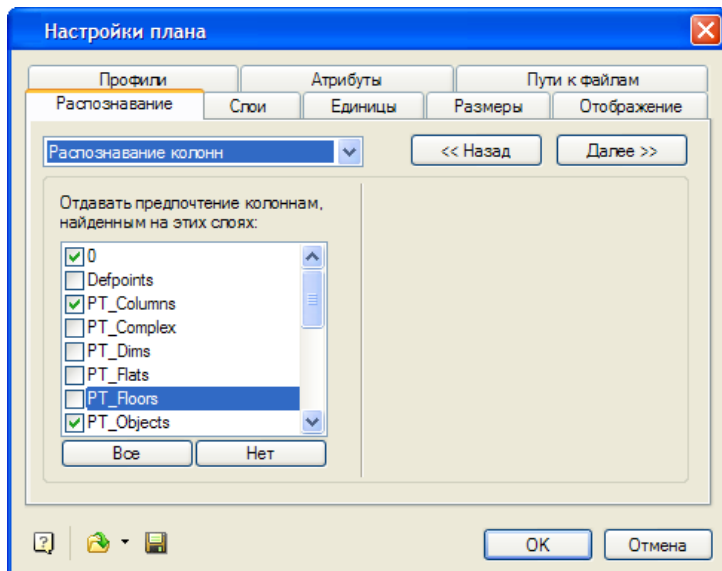 Настройки плана
Профили Атрибуты Пути к файлам
Распознавание Слои Единицы Размеры Отображение
Распознавание колонн << Назад Далее >>
Отдавать предпочтение колоннам,
найденным на этих слоях:
0
Defpoints
PT_Columns
PT_Complex
PT_Dims
PT_Flats
PT_Floors
PT_Objects
Все Нет
? OK Отмена